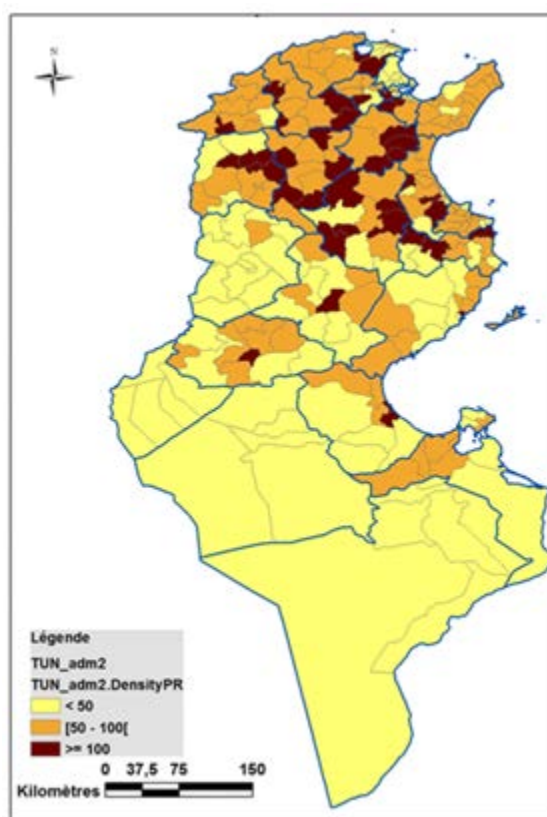 N
Légende
TUN_adm2
TUN_adm2.DensityPR
< 50
[50 - 100[
>= 100
0 37,5 75 150
Kilomètres